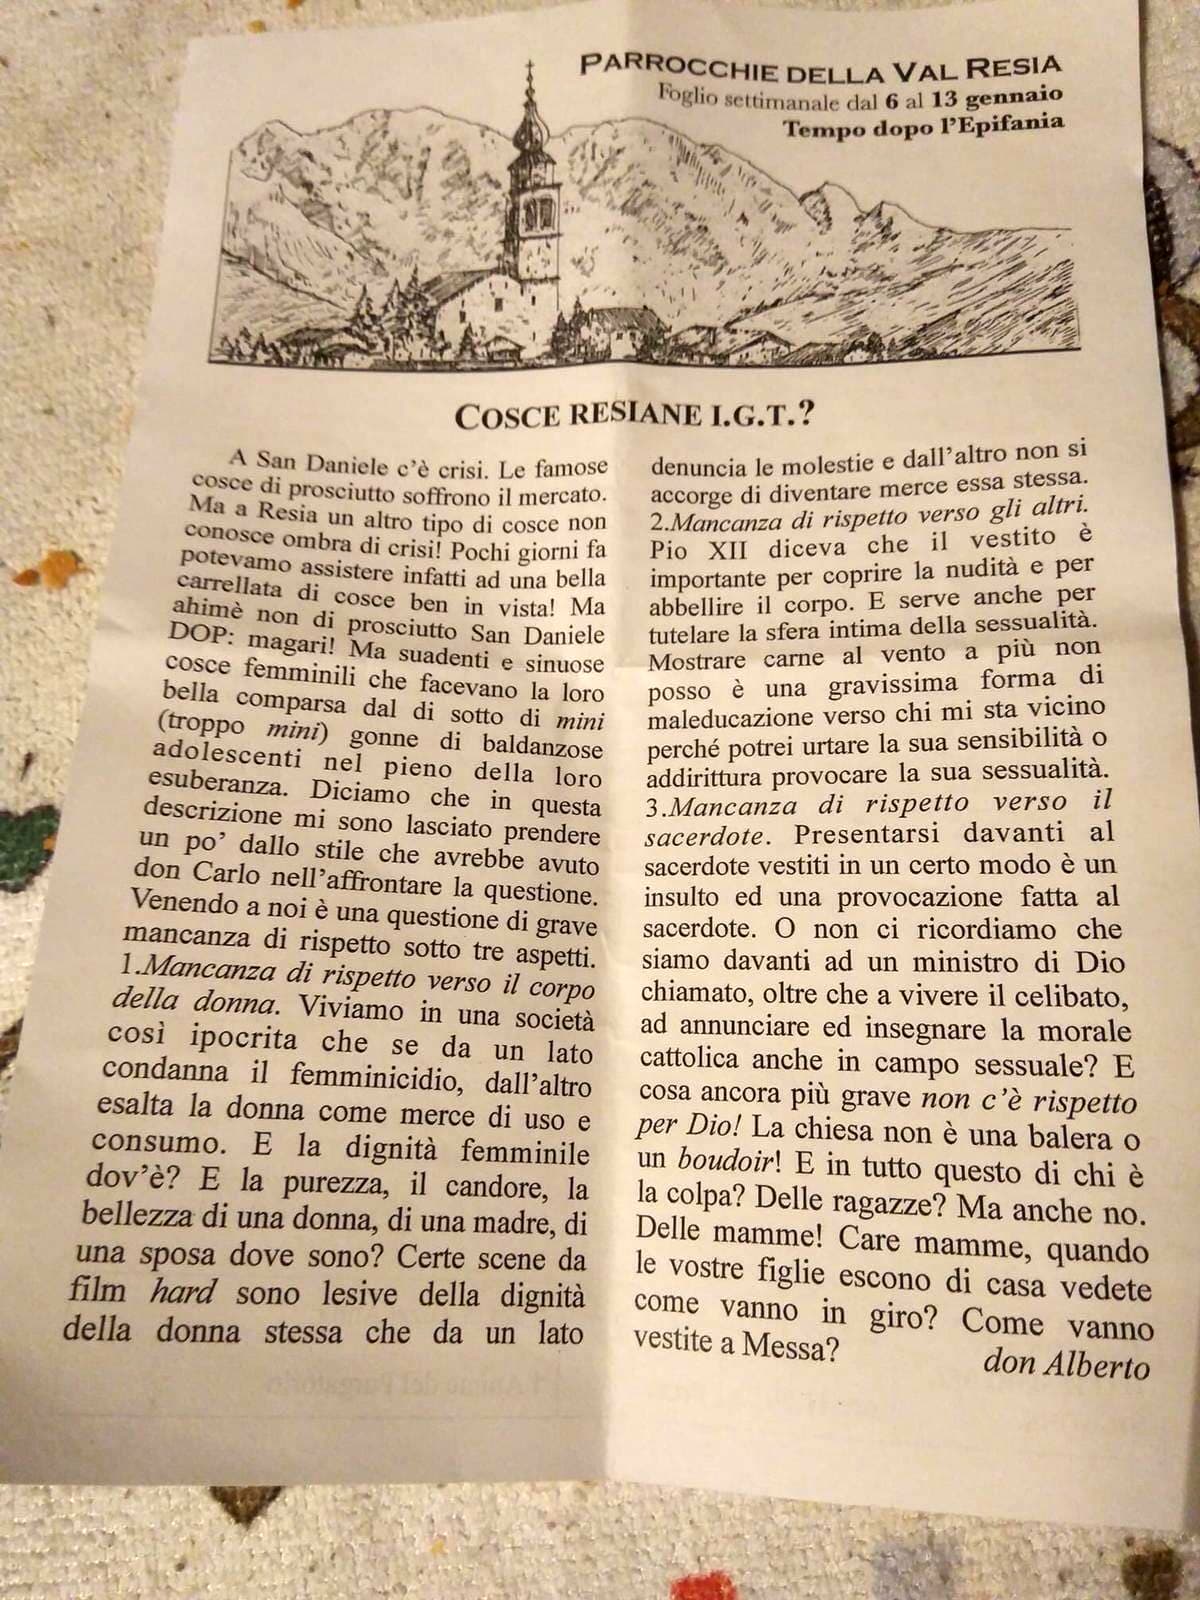 PARROCCHIE DELLA VAL RESIA
Foglio settimanale dal 6 al 13 gennaio
Tempo dopo l'Epifania
COSCE RESIANE I.G.T.?
A San Daniele c'è crisi. Le famose
cosce di prosciutto soffrono il mercato.
Ma a Resia un altro tipo di cosce non
conosce ombra di crisi! Pochi giorni fa
potevamo assistere infatti ad una bella
carrellata di cosce ben in vista! Ma
ahimè non di prosciutto San Daniele
DOP: magari! Ma suadenti e sinuose
cosce femminili che facevano la loro
bella comparsa dal di sotto di mini
(troppo mini) gonne di baldanzose
adolescenti nel pieno della loro
esuberanza. Diciamo che in questa
descrizione mi sono lasciato prendere
un po' dallo stile che avrebbe avuto
don Carlo nell'affrontare la questione.
Venendo a noi è una questione di grave
mancanza di rispetto sotto tre aspetti.
1.Mancanza di rispetto verso il corpo
della donna. Viviamo in una società
così ipocrita che se da un lato
condanna il femminicidio, dall'altro
esalta la donna come merce di uso e
consumo. E la dignità femminile
dov'è? E la purezza, il candore, la
bellezza di una donna, di una madre, di
una sposa dove sono? Certe scene da
film hard sono lesive della dignità
della donna stessa che da un lato
denuncia le molestie e dall'altro non si
accorge di diventare merce essa stessa.
2.Mancanza di rispetto verso gli altri.
Pio XII diceva che il vestito è
importante per coprire la nudità e per
abbellire il corpo. E serve anche per
tutelare la sfera intima della sessualità.
Mostrare carne al vento a più non
posso è una gravissima forma di
maleducazione verso chi mi sta vicino
perché potrei urtare la sua sensibilità o
addirittura provocare la sua sessualità.
3.Mancanza di rispetto verso il
sacerdote. Presentarsi davanti al
sacerdote vestiti in un certo modo è un
insulto ed una provocazione fatta al
sacerdote. O non ci ricordiamo che
siamo davanti ad un ministro di Dio
chiamato, oltre che a vivere il celibato,
ad annunciare ed insegnare la morale
cattolica anche in campo sessuale? E
cosa ancora più grave non c'è rispetto
per Dio! La chiesa non è una balera o
un boudoir! E in tutto questo di chi è
la colpa? Delle ragazze? Ma anche no.
Delle mamme! Care mamme, quando
le vostre figlie escono di casa vedete
come vanno in giro? Come vanno
vestite a Messa?
don Alberto